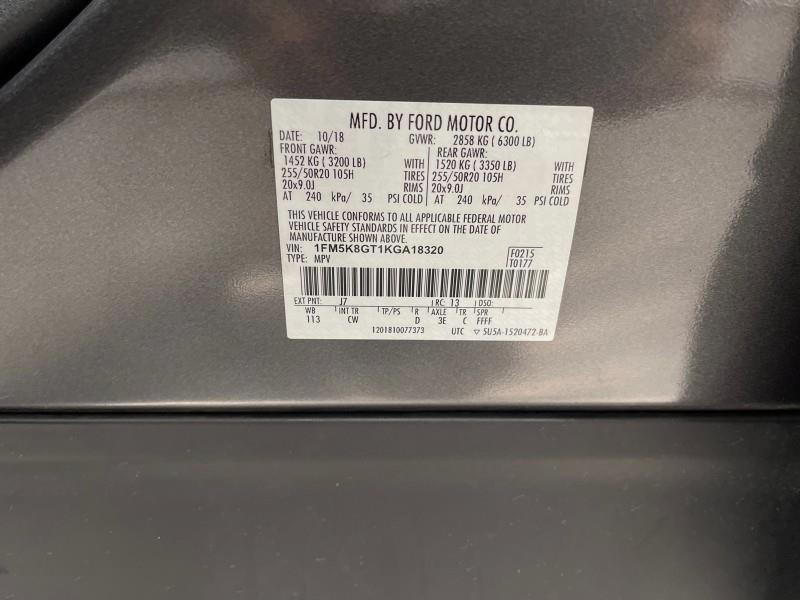 MFD. BY FORD MOTOR CO.
DATE: 10/18 GVWR: 2858 KG ( 6300 LB)
FRONT GAWR: REAR GAWR:
1452 KG ( 3200 LB) WITH 1520 KG ( 3350 LB) WITH
255/50R20 105H TIRES 255/50R20 105H TIRES
20x9.0J RIMS 20x9.0J RIMS
AT 240 kPa/ 35 PSI COLD AT 240 kPa/ 35 PSI COLD
THIS VEHICLE CONFORMS TO ALL APPLICABLE FEDERAL MOTOR
VEHICLE SAFETY STANDARDS IN EFFECT ON THE DATE OF
MANUFACTURE SHOWN ABOVE.
VIN: 1FM5K8GT1KGA18320 F0215
TYPE: MPV T0177
EXT PNT: J7 RC: 13 DSO:
WB INT TR TP/PS R AXLE TR SPR
113 CW D 3E C FFFF
1201810077373 UTC ▽ 5U5A-1520472-BA